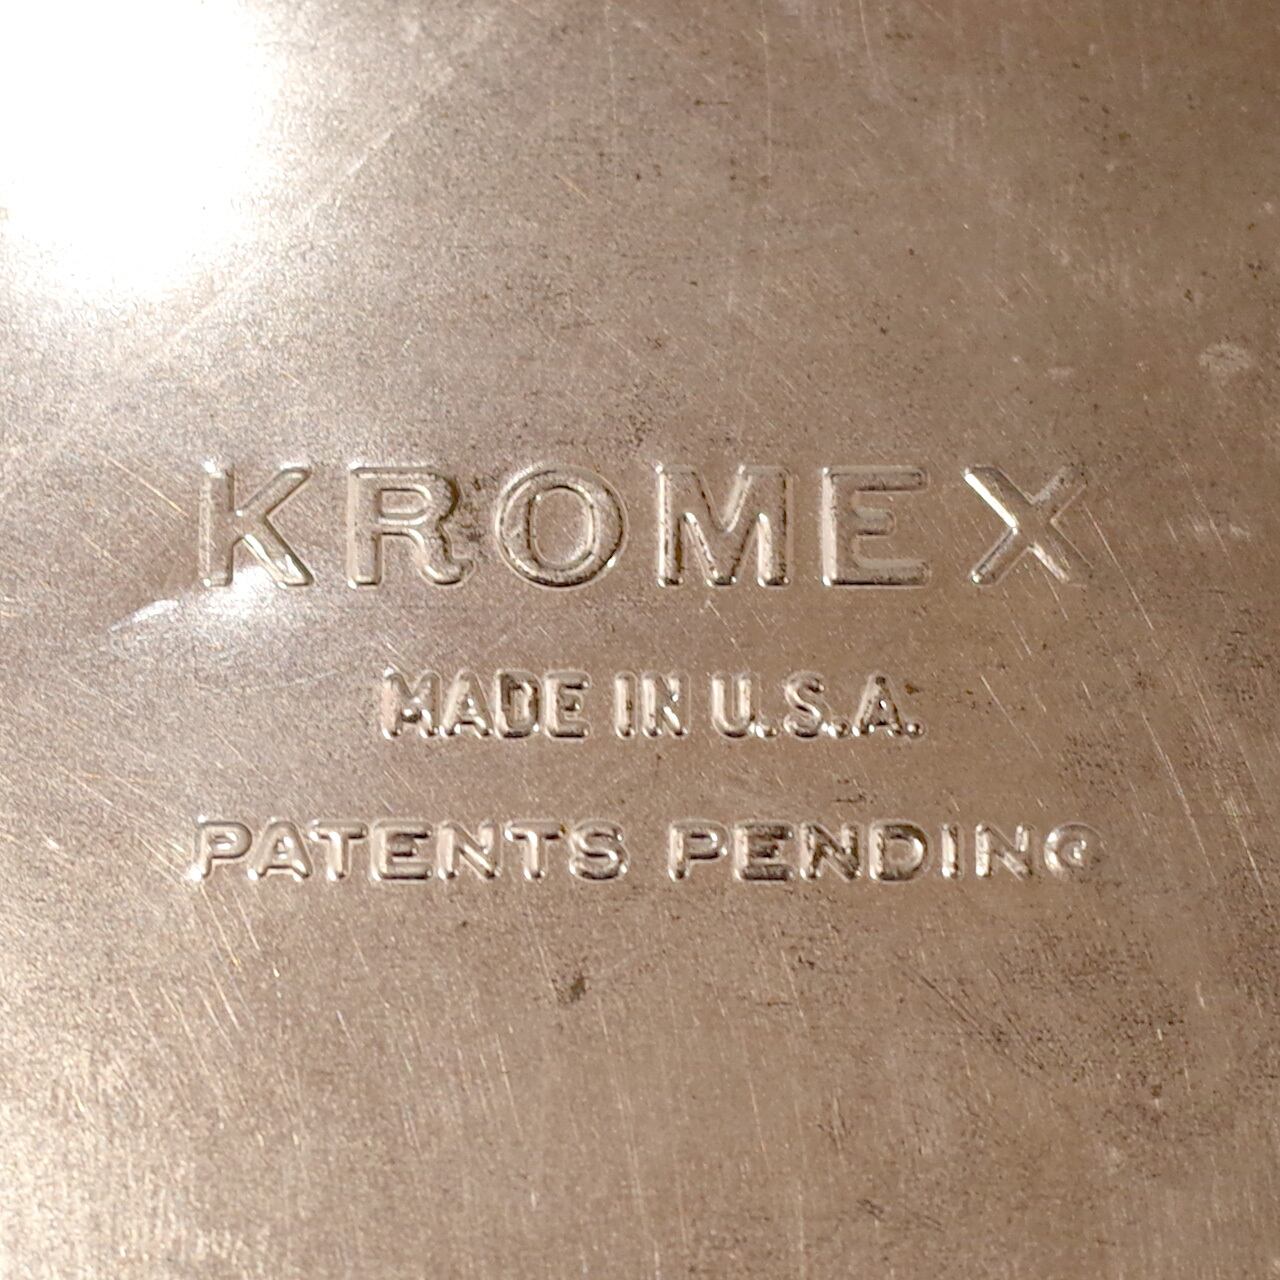 KROMEX
MADE IN U.S.A.
PATENTS PENDING